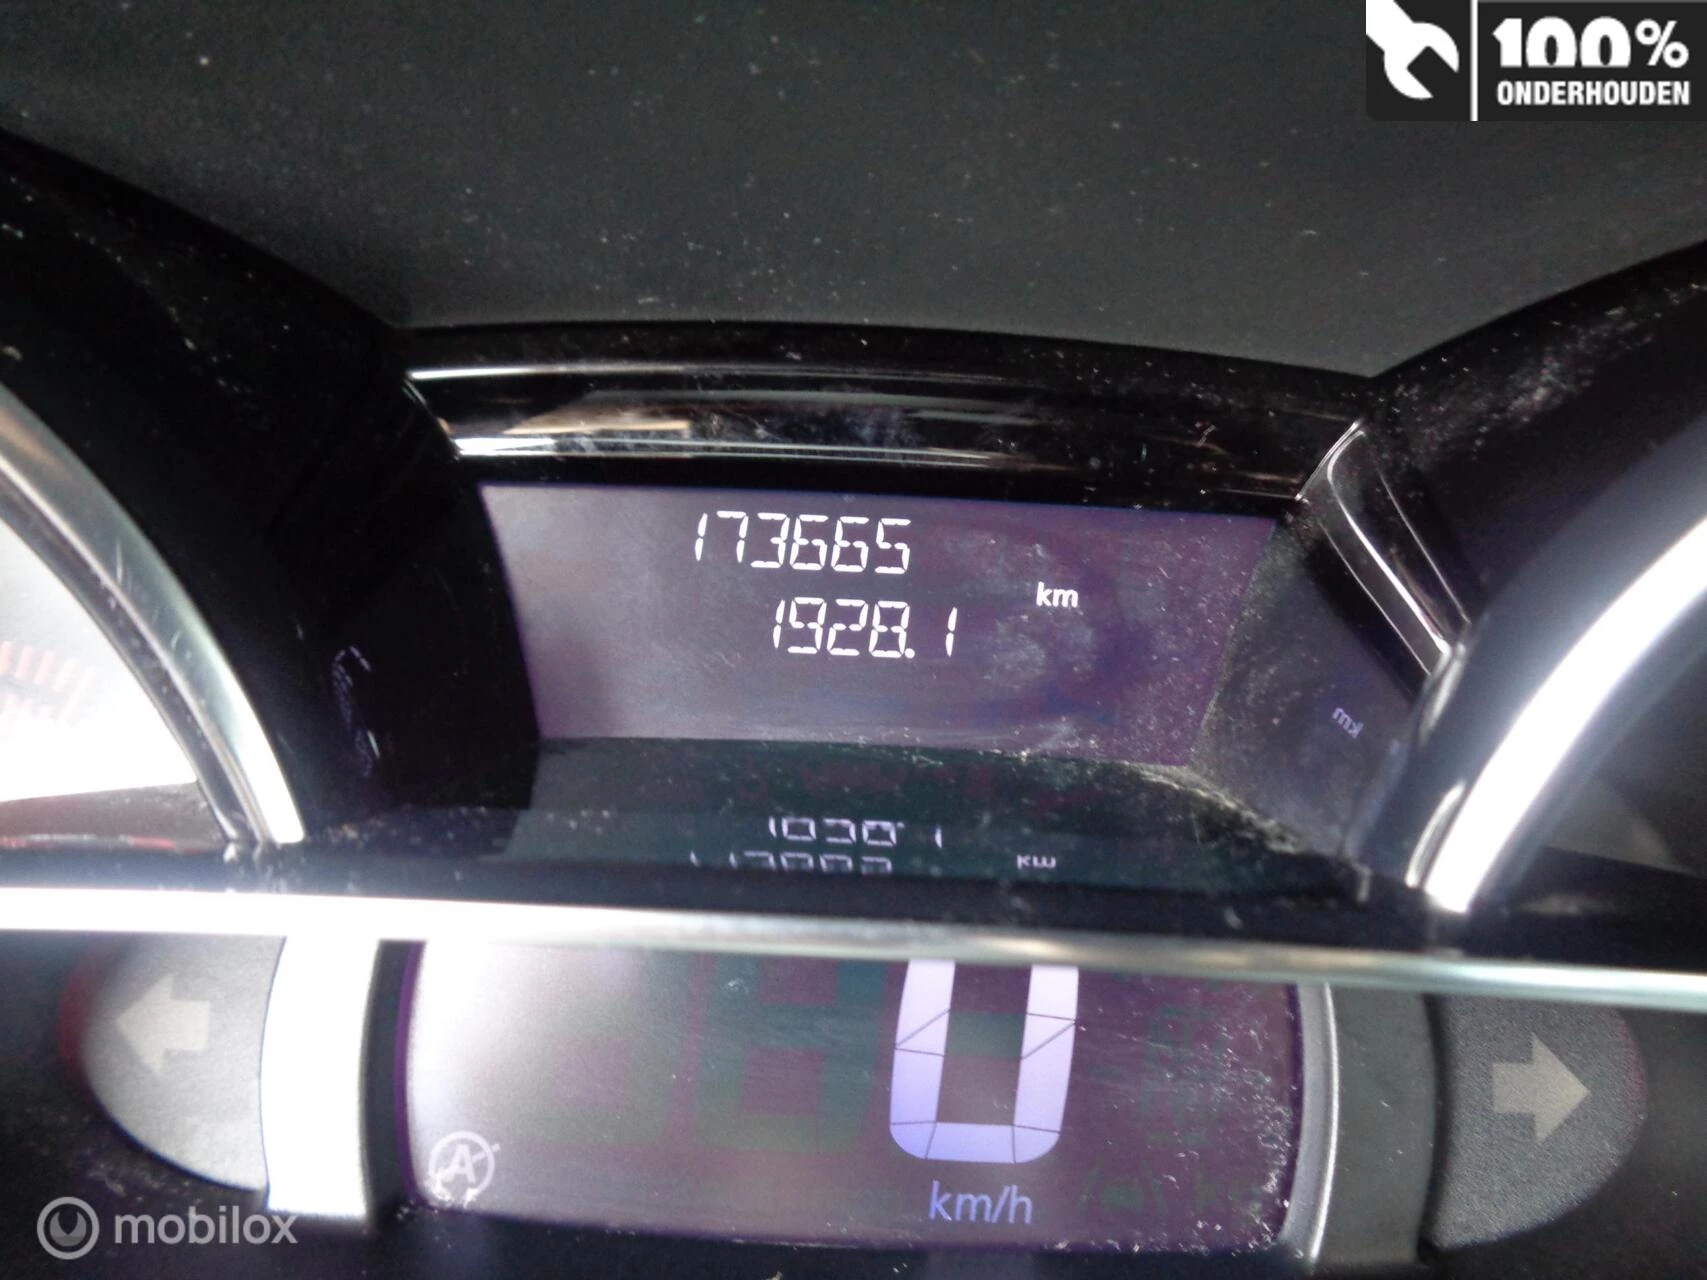 100%
ONDERHOUDEN
173665
km
1928.1
km
A
km/h
mobilox